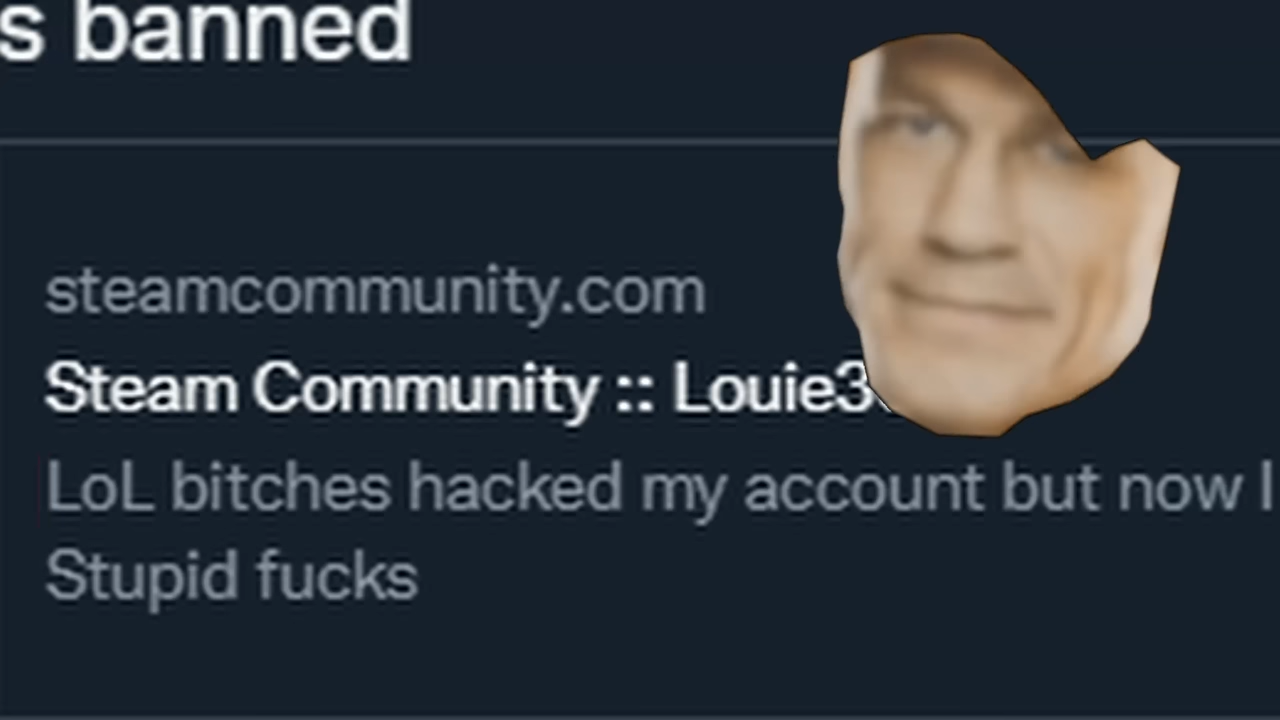 s banned
steamcommunity.com
Steam Community :: Louie3
LoL bitches hacked my account but now I
Stupid fucks